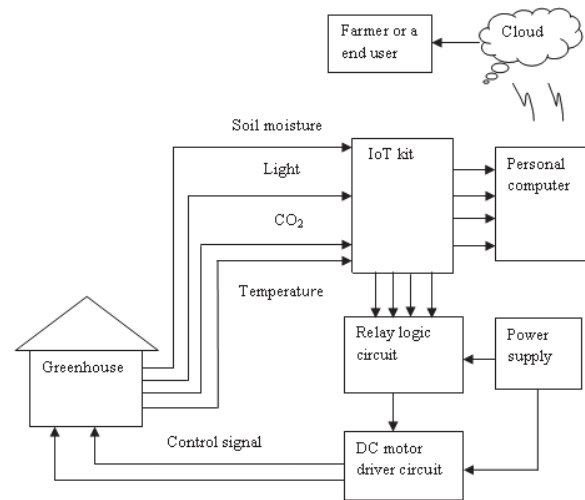 Farmer or a
end user
Cloud
Soil moisture
IoT kit
Personal
computer
Light
CO₂
Temperature
Relay logic
circuit
Power
supply
Greenhouse
Control signal
DC motor
driver circuit